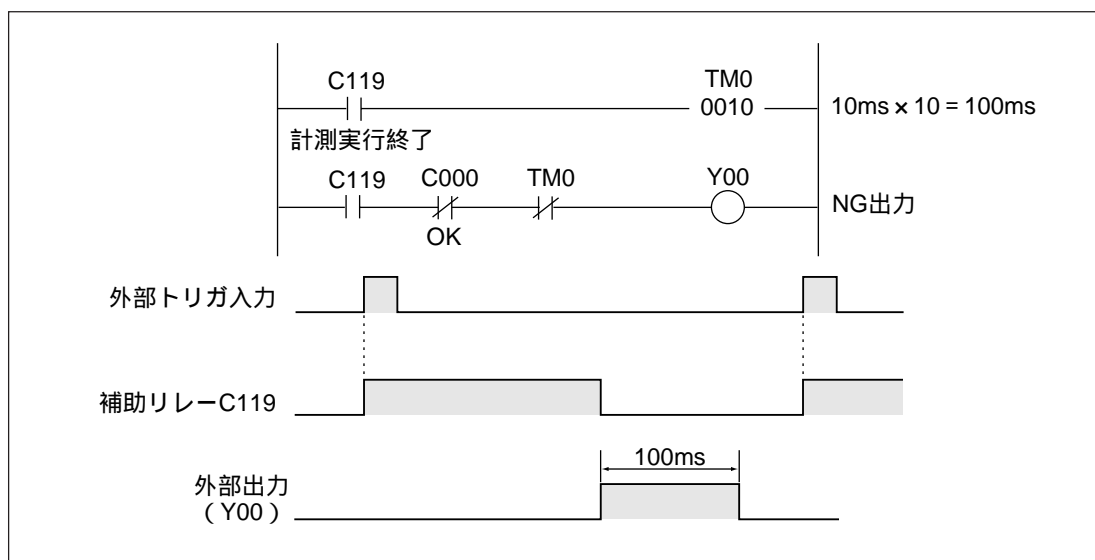 C119 TM0
0010 10ms × 10 = 100ms
計測実行終了
C119 C000 TM0 Y00
NG出力
OK
外部トリガ入力
補助リレーC119
100ms
外部出力
(Y00)